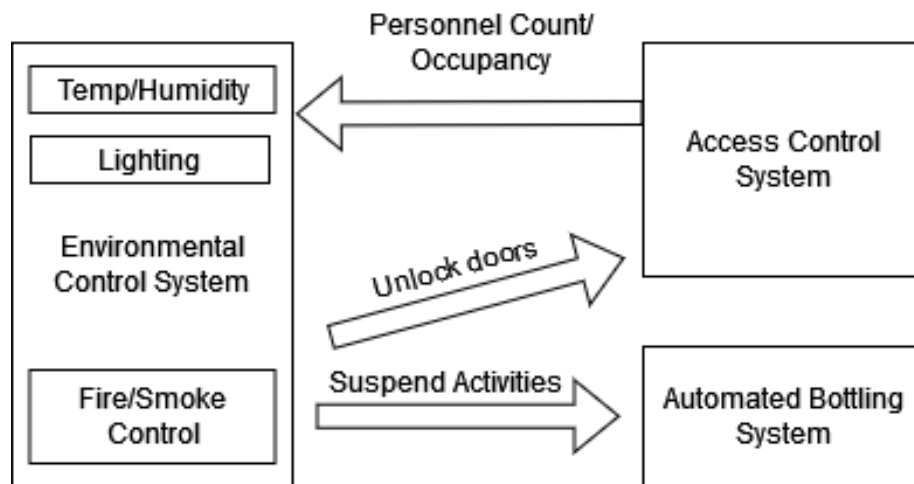 Personnel Count/
Occupancy
Temp/Humidity
Lighting
Environmental
Control System
Fire/Smoke
Control
Access Control
System
Unlock doors
Suspend Activities
Automated Bottling
System